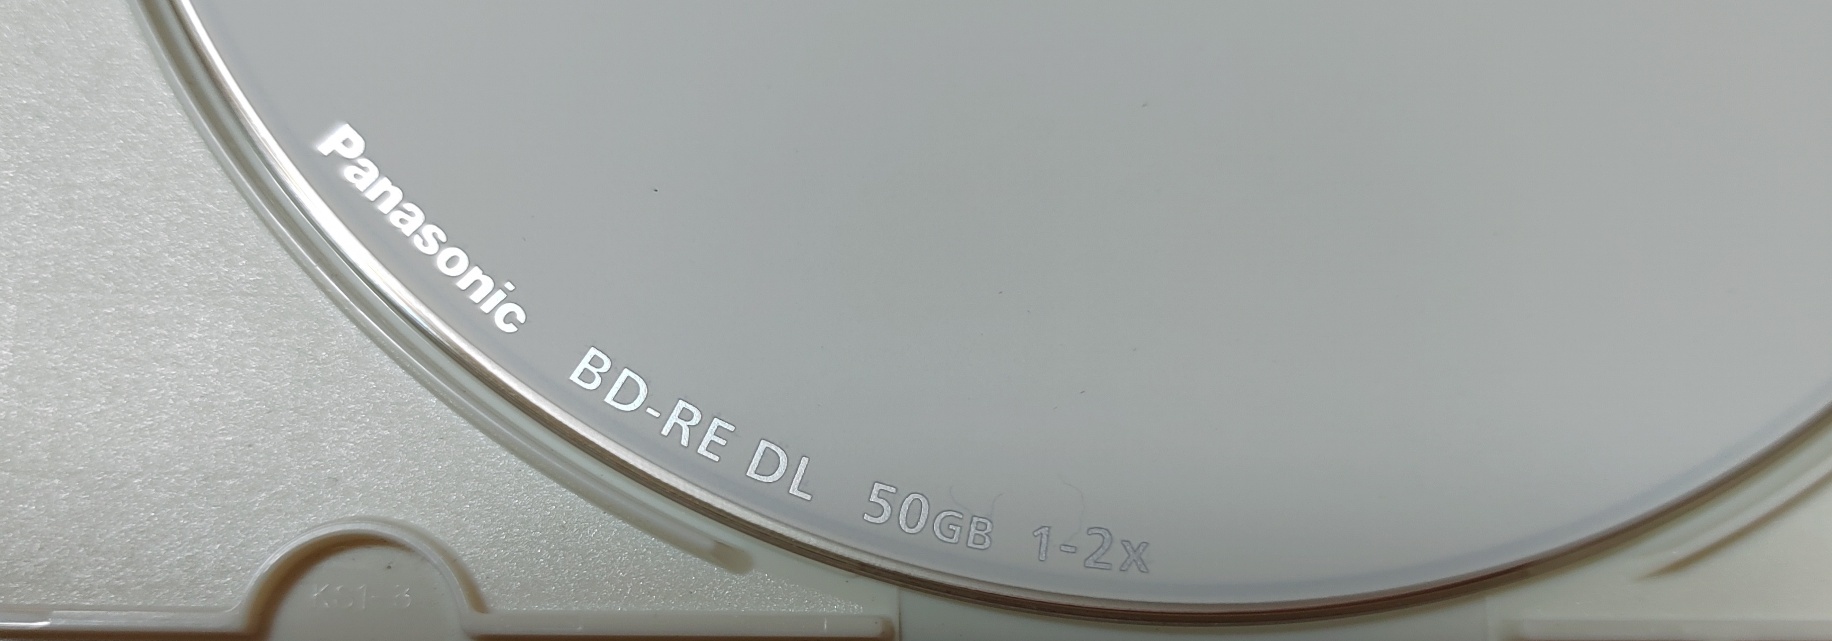 Panasonic BD-RE DL 50GB 1-2x